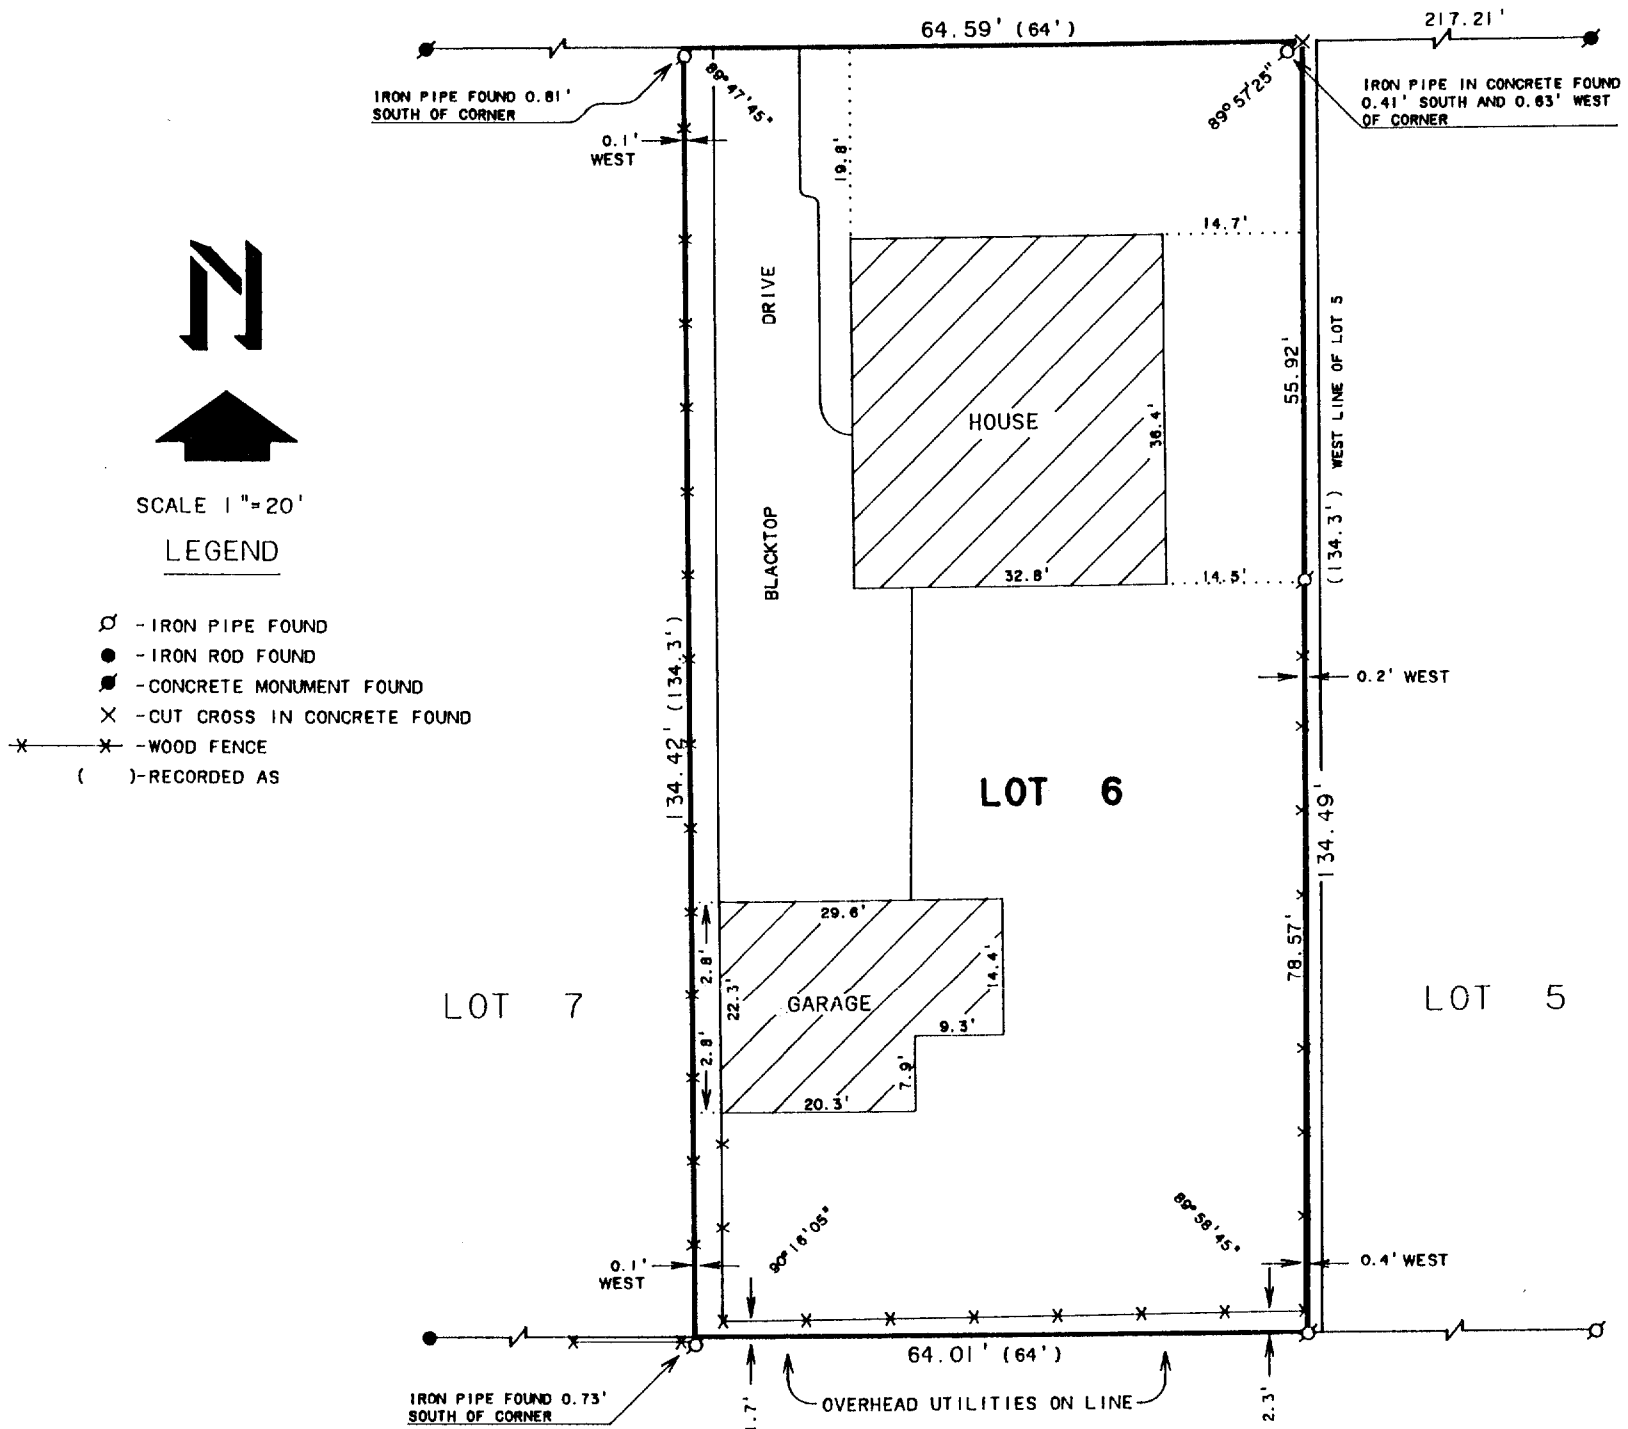 64.59' (64')
217.21'
IRON PIPE FOUND 0.81'
SOUTH OF CORNER
89°47'45"
89°57'25"
IRON PIPE IN CONCRETE FOUND
0.41' SOUTH AND 0.63' WEST
OF CORNER
0.1'
WEST
19.8'
14.7'
N
DRIVE
HOUSE
36.4'
55.92'
(134.3') WEST LINE OF LOT 5
SCALE 1"=20'
LEGEND
BLACKTOP
32.8'
14.5'
-IRON PIPE FOUND
-IRON ROD FOUND
-CONCRETE MONUMENT FOUND
-CUT CROSS IN CONCRETE FOUND
-WOOD FENCE
( )-RECORDED AS
134.42' (134.3')
0.2' WEST
LOT 6
134.49'
29.6'
2.8'
22.3'
GARAGE
14.4'
78.57'
LOT 7
LOT 5
9.3'
2.8'
7.9'
20.3'
90°16'05"
89°58'45"
0.1'
WEST
0.4' WEST
64.01' (64')
IRON PIPE FOUND 0.73'
SOUTH OF CORNER
1.7'
OVERHEAD UTILITIES ON LINE
2.3'